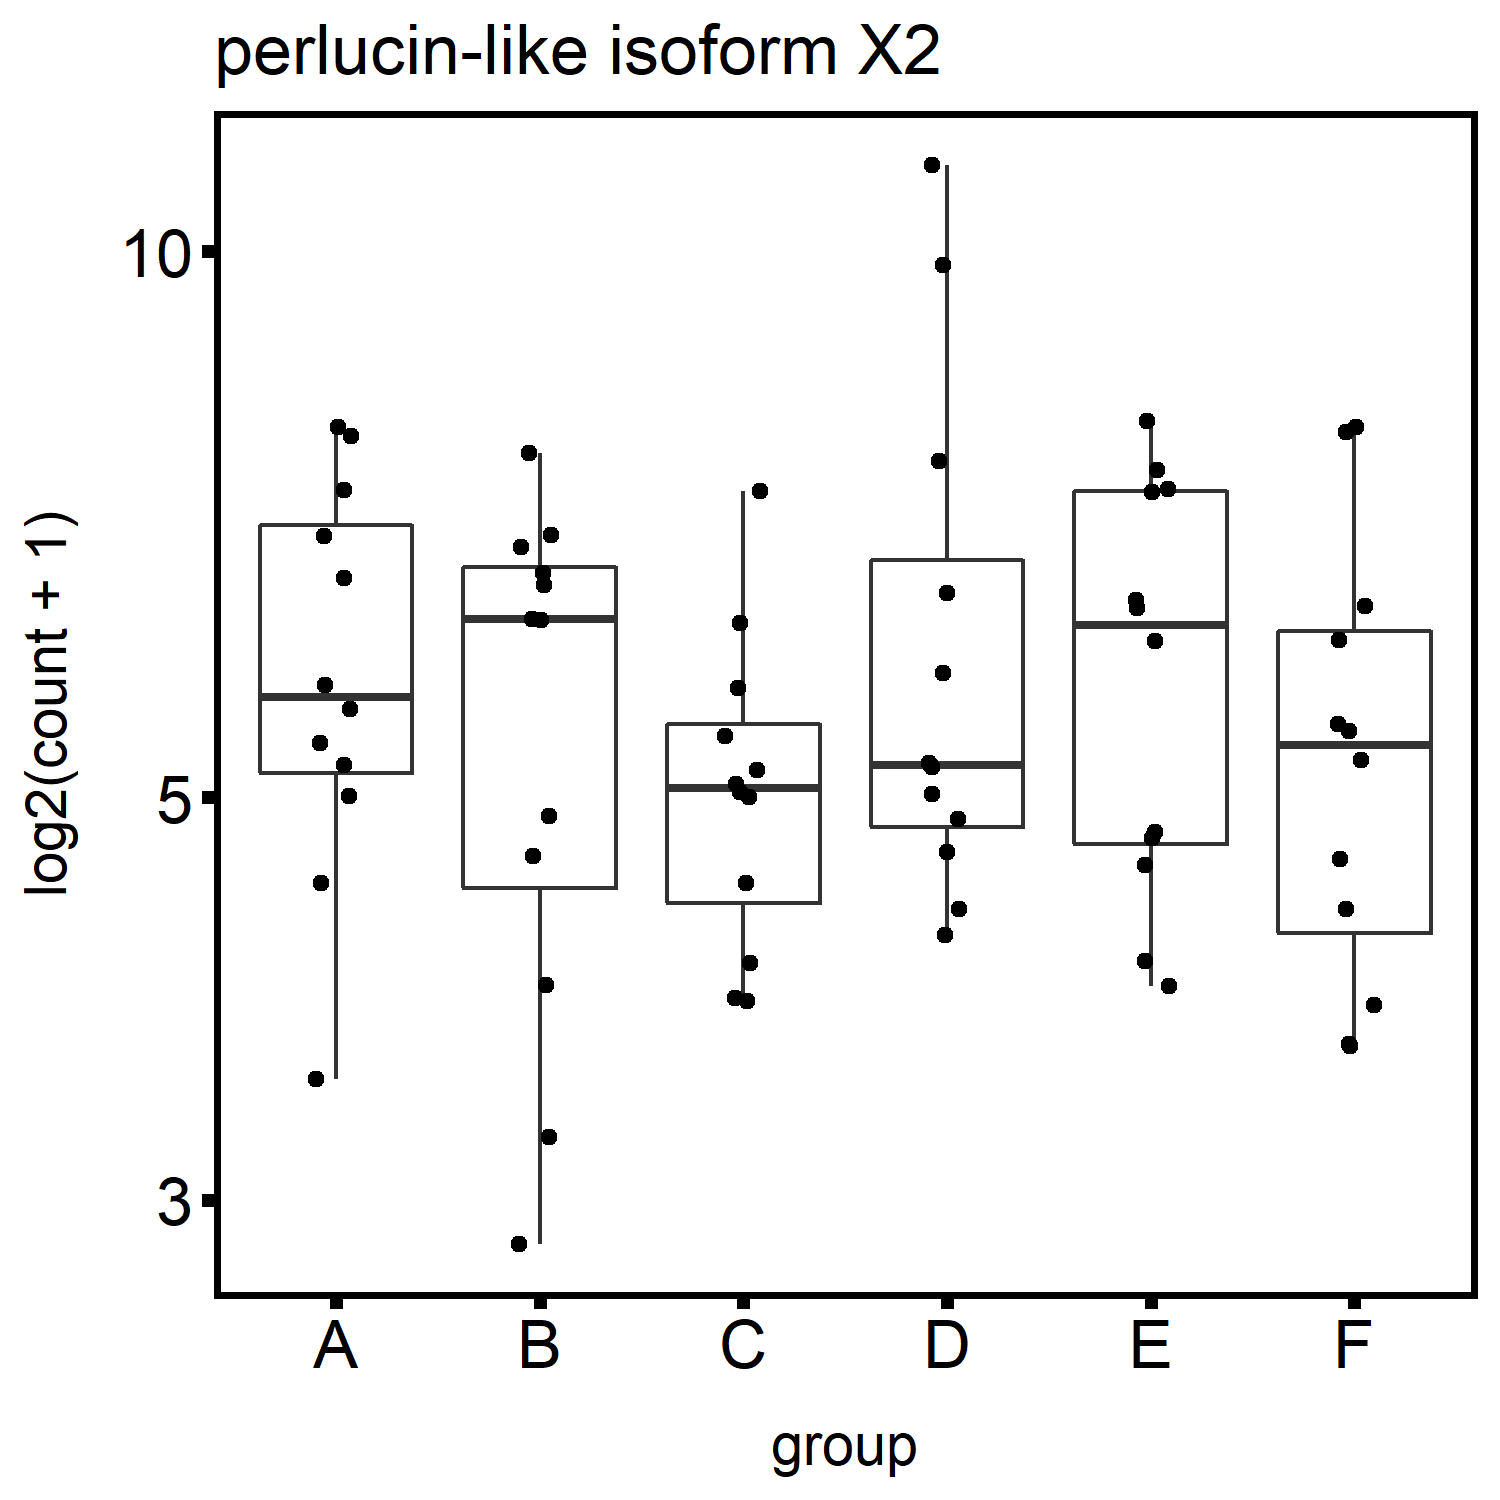 perlucin-like isoform X2
log2(count + 1)
10
5
3
A B C D E F
group